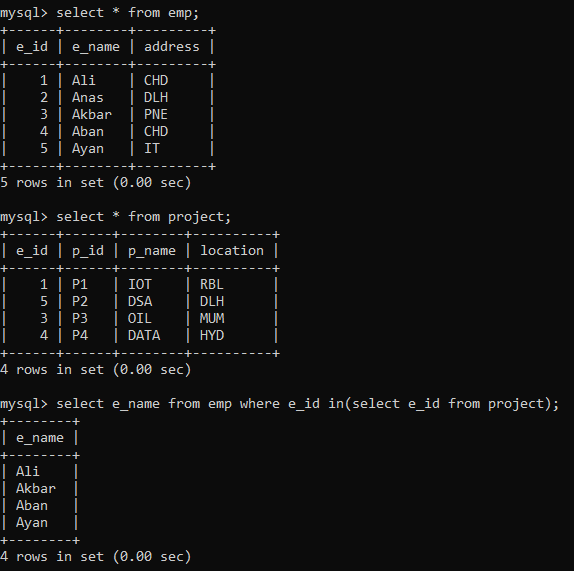 mysql> select * from emp;
+------+--------+---------+
| e_id | e_name | address |
+------+--------+---------+
|    1 | Ali    | CHD     |
|    2 | Anas   | DLH     |
|    3 | Akbar  | PNE     |
|    4 | Aban   | CHD     |
|    5 | Ayan   | IT      |
+------+--------+---------+
5 rows in set (0.00 sec)

mysql> select * from project;
+------+------+--------+----------+
| e_id | p_id | p_name | location |
+------+------+--------+----------+
|    1 | P1   | IOT    | RBL      |
|    5 | P2   | DSA    | DLH      |
|    3 | P3   | OIL    | MUM      |
|    4 | P4   | DATA   | HYD      |
+------+------+--------+----------+
4 rows in set (0.00 sec)

mysql> select e_name from emp where e_id in(select e_id from project);
+--------+
| e_name |
+--------+
| Ali    |
| Akbar  |
| Aban   |
| Ayan   |
+--------+
4 rows in set (0.00 sec)